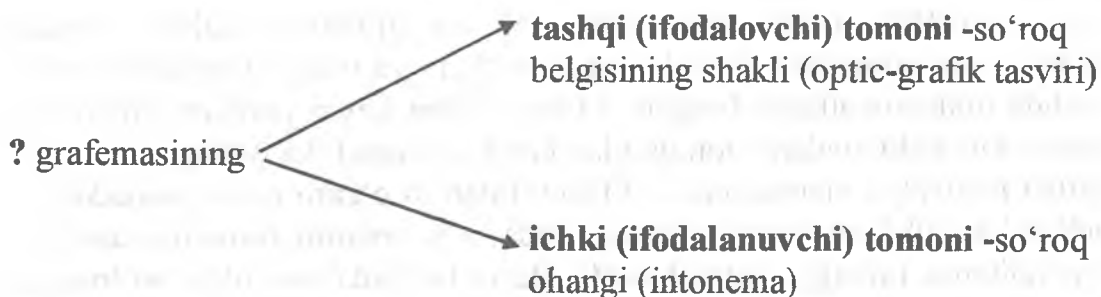 tashqi (ifodalovchi) tomoni -so‘roq
belgisining shakli (optic-grafik tasviri)
? grafemasining
ichki (ifodalanuvchi) tomoni -so‘roq
ohangi (intonema)